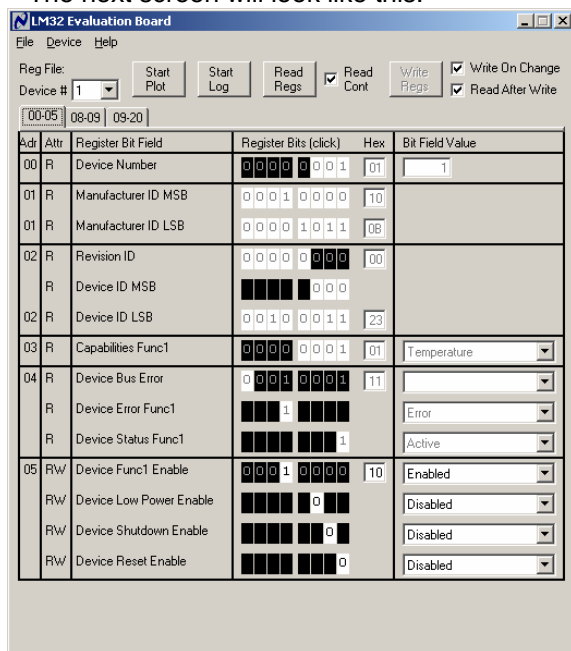 The next screen will look like this:
LM32 Evaluation Board
File Device Help
Reg File:
Device # 1
Start Plot
Start Log
Read Regs
Read Cont
Write Regs
Write On Change
Read After Write
00-05 08-09 09-20
Adr Attr Register Bit Field Register Bits (click) Hex Bit Field Value
00 R Device Number 0 0 0 0 0 0 0 1 01 1
01 R Manufacturer ID MSB 0 0 0 1 0 0 0 0 10
01 R Manufacturer ID LSB 0 0 0 0 1 0 1 1 0B
02 R Revision ID 0 0 0 0 0 0 0 0 00
R Device ID MSB 0 0 0
02 R Device ID LSB 0 0 1 0 0 0 1 1 23
03 R Capabilities Func1 0 0 0 0 0 0 0 1 01 Temperature
04 R Device Bus Error 0 0 0 1 0 0 0 1 11
R Device Error Func1 1 Error
R Device Status Func1 1 Active
05 RW Device Func1 Enable 0 0 0 1 0 0 0 0 10 Enabled
RW Device Low Power Enable 0 Disabled
RW Device Shutdown Enable 0 Disabled
RW Device Reset Enable 0 Disabled